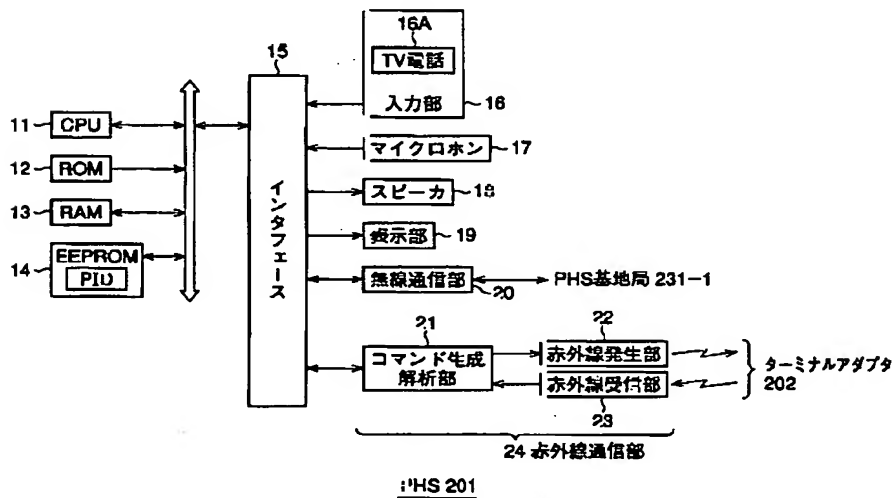 16A
TV電話
入力部
16
15
インタフェース
11
CPU
12
ROM
13
RAM
14
EEPROM
PID
マイクロホン
17
スピーカ
18
表示部
19
無線通信部
20
PHS基地局 231-1
21
コマンド生成
解析部
22
赤外線発生部
赤外線受信部
23
ターミナルアダプタ
202
24 赤外線通信部
PHS 201